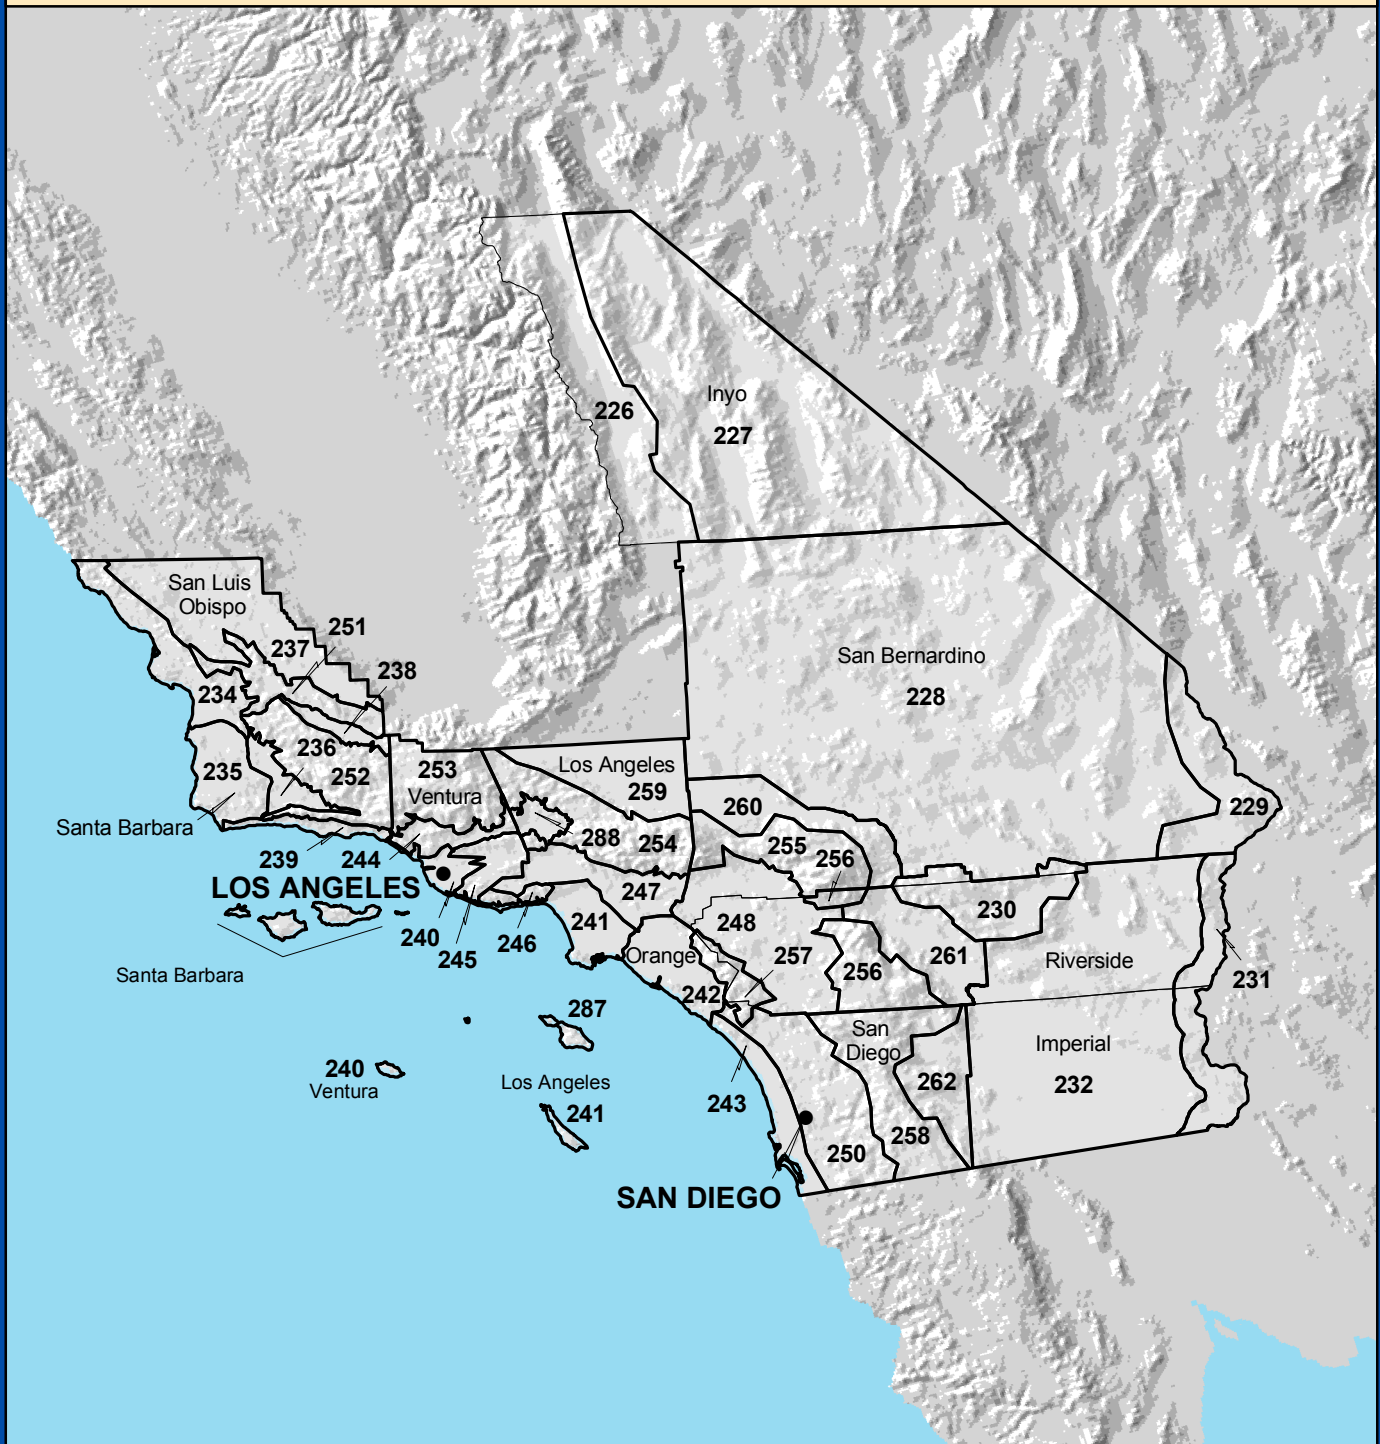 Inyo
226
227
San Luis
Obispo
251
237
238
San Bernardino
234
228
236
235
252
253
Ventura
Los Angeles
259
260
229
Santa Barbara
288
254
255
256
239
244
LOS ANGELES
247
230
248
241
240
246
245
Orange
257
256
261
Riverside
231
Santa Barbara
242
287
San
Diego
Imperial
240
Ventura
Los Angeles
262
232
243
241
258
250
SAN DIEGO